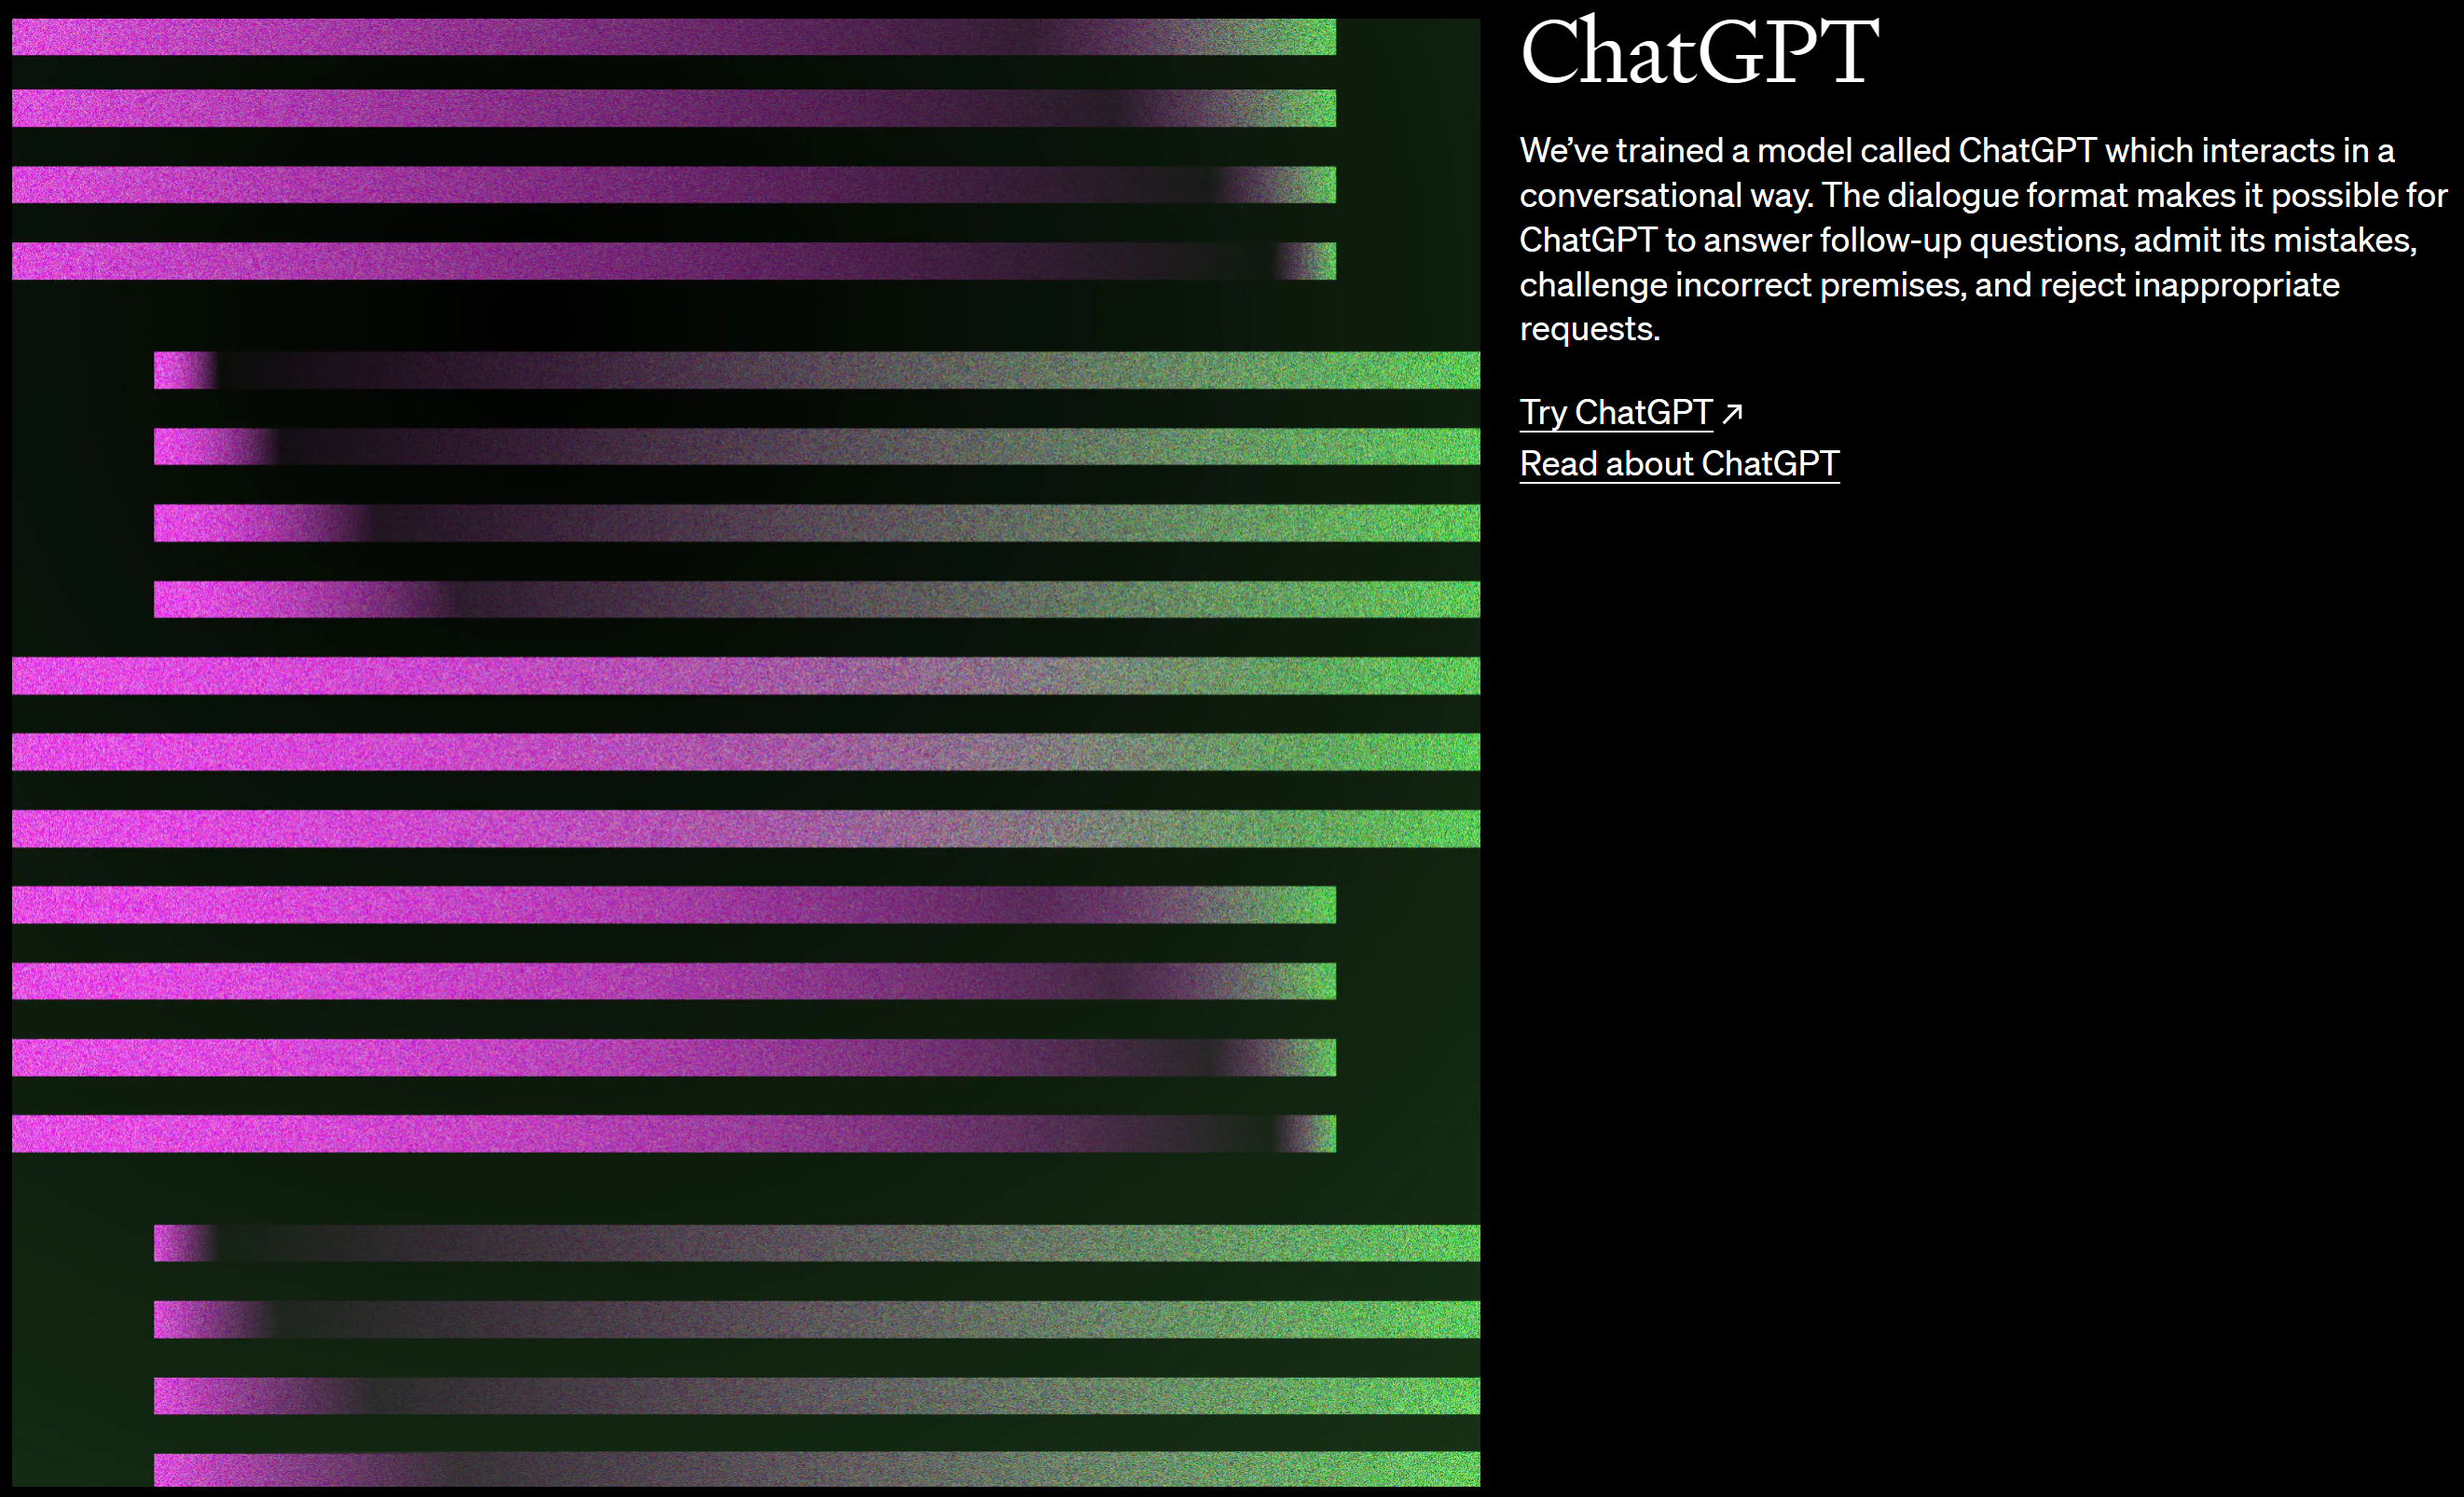 ChatGPT
We’ve trained a model called ChatGPT which interacts in a
conversational way. The dialogue format makes it possible for
ChatGPT to answer follow-up questions, admit its mistakes,
challenge incorrect premises, and reject inappropriate
requests.
Try ChatGPT ↗
Read about ChatGPT